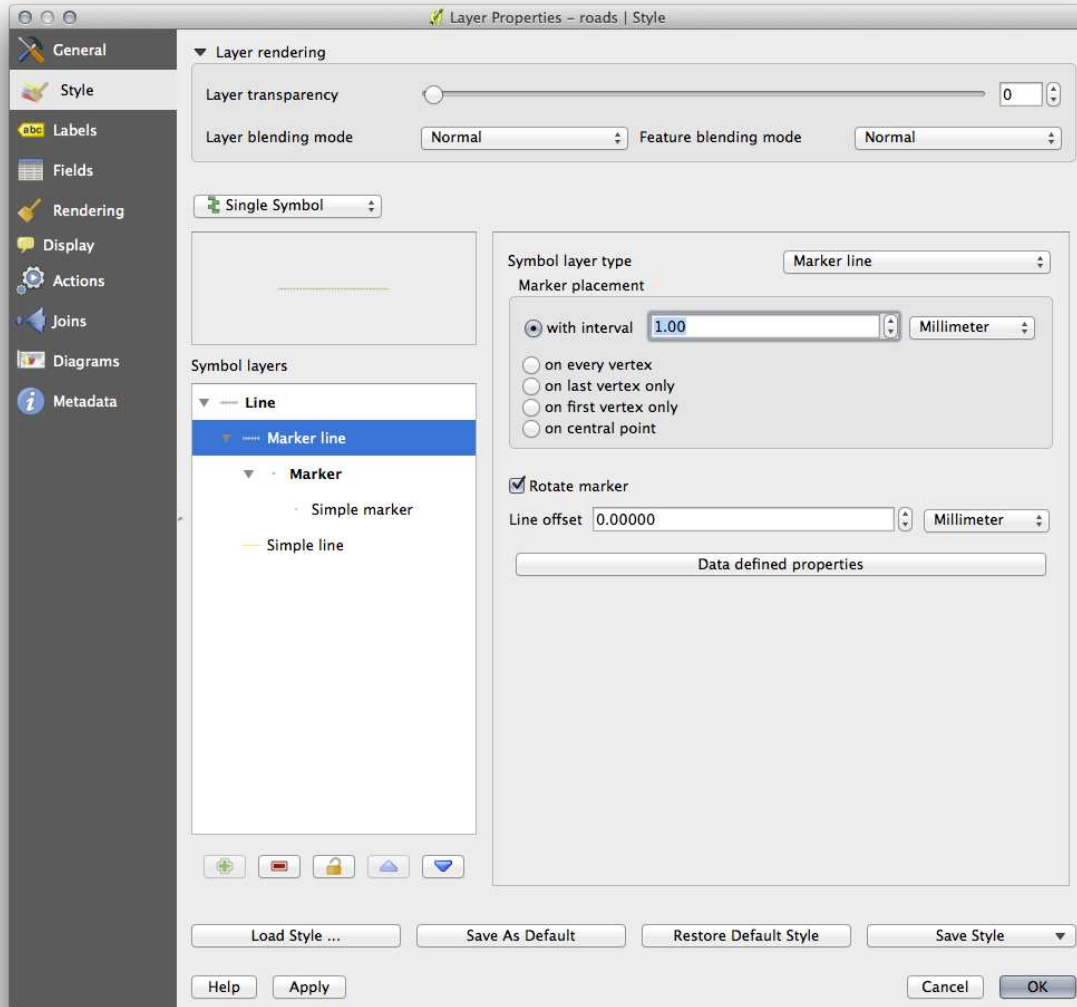 Layer Properties – roads | Style
General
Style
abc Labels
Fields
Rendering
Display
Actions
Joins
Diagrams
i Metadata
Layer rendering
Layer transparency 0
Layer blending mode Normal Feature blending mode Normal
Single Symbol
Symbol layers
Line
Marker line
Marker
Simple marker
Simple line
Symbol layer type Marker line
Marker placement
with interval 1.00 Millimeter
on every vertex
on last vertex only
on first vertex only
on central point
Rotate marker
Line offset 0.00000 Millimeter
Data defined properties
Load Style ... Save As Default Restore Default Style Save Style
Help Apply Cancel OK